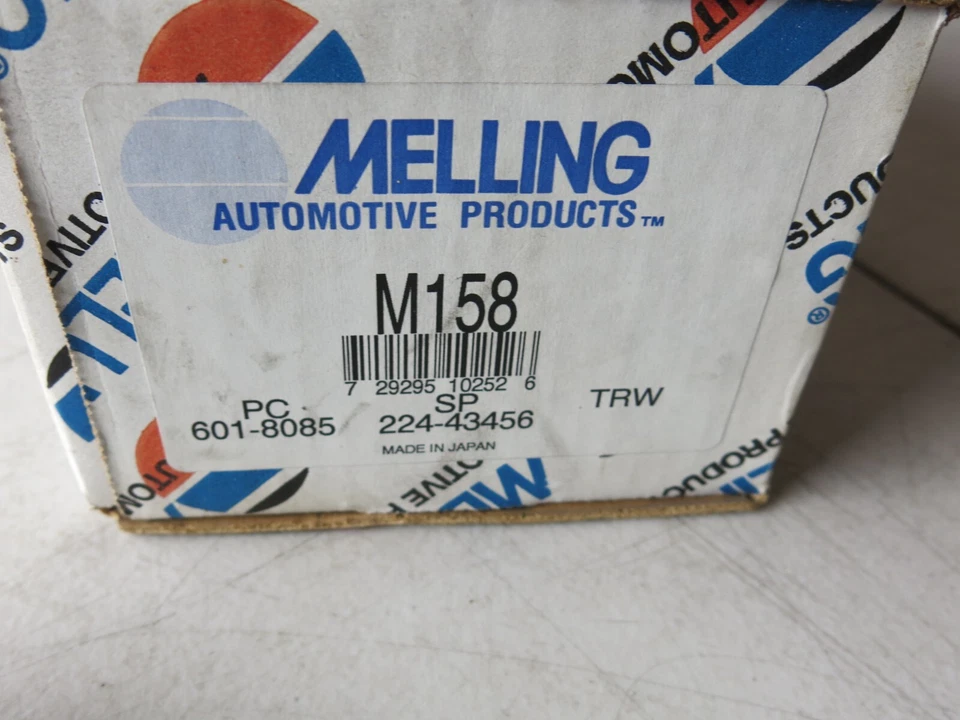 MELLING
AUTOMOTIVE PRODUCTS™
M158
7 29295 10252 6
PC SP TRW
601-8085 224-43456
MADE IN JAPAN